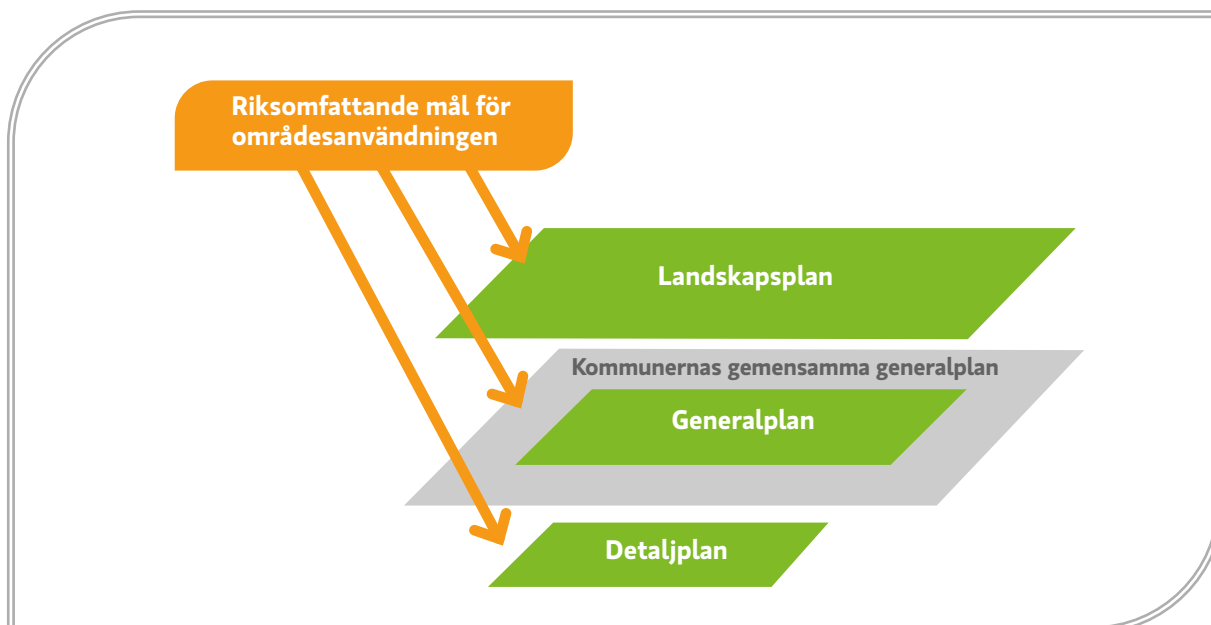 Riksomfattande mål för
områdesanvändningen
Landskapsplan
Kommunernas gemensamma generalplan
Generalplan
Detaljplan